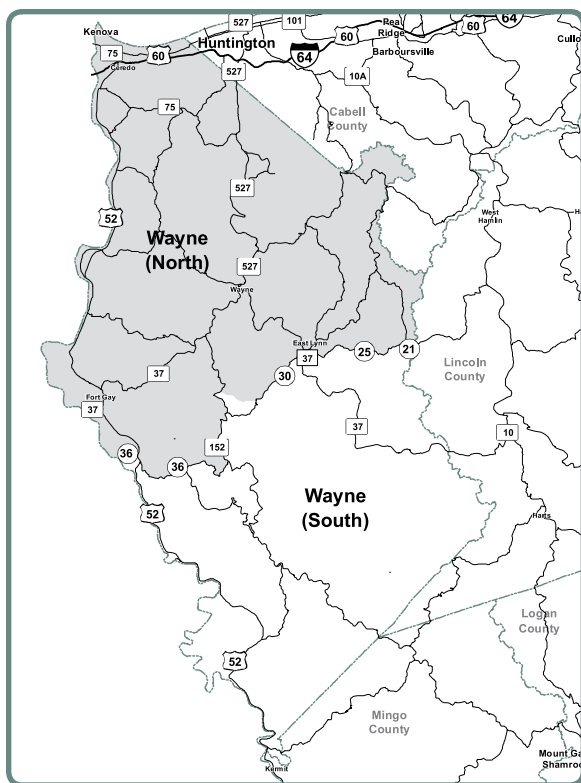 Kenova
527
101
64
Pea
Ridge
60
60
Huntington
Barboursville
Cullo
75
60
Ceredo
64
527
10A
75
Cabell
County
527
52
West
Hamlin
Wayne
(North)
527
Wayne
East Lynn
37
25
21
Lincoln
County
37
30
Fort Gay
37
37
10
152
36
36
Wayne
(South)
52
Harts
Logan
County
52
Mingo
County
Kermit
Mount Ga
Shamro